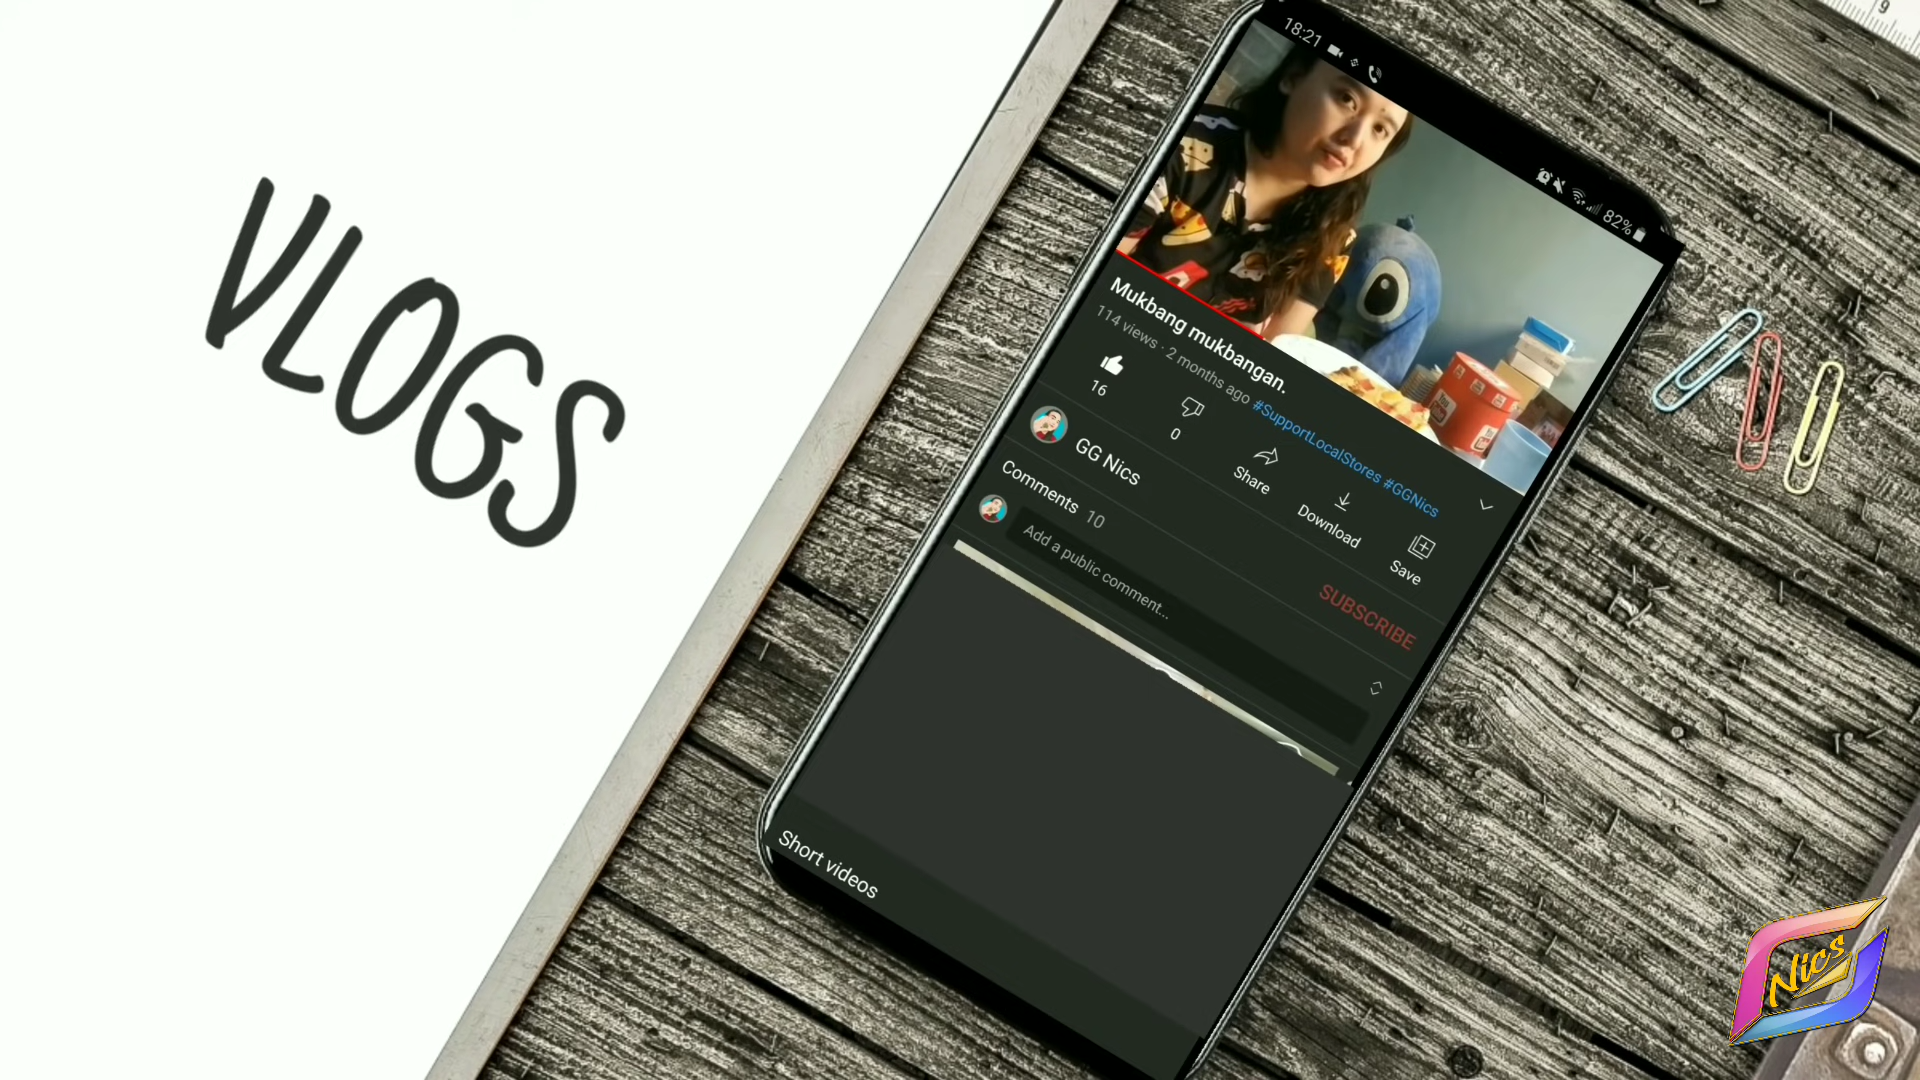 VLOGS
18:21
82%
Mukbang mukbangan.
114 views · 2 months ago #SupportLocalStores #GGNics
16
0
Share
Download
Save
GG Nics
SUBSCRIBE
Comments 10
Add a public comment...
Short videos
9
Nics